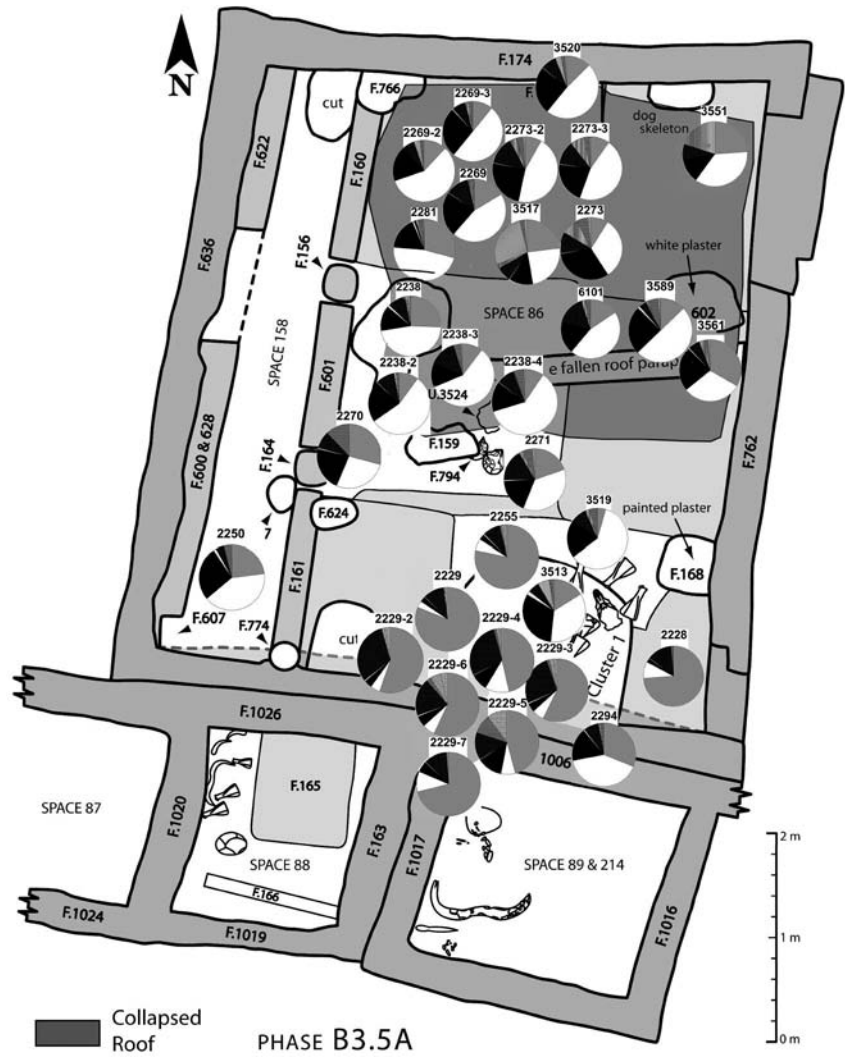 F.174
3520
F.
F.766
cut
2269-3
dog
skeleton
3551
F.622
2269-2
2273-2
2273-3
F.160
2269
F.636
2281
3517
2273
F.156
white plaster
2238
SPACE 86
6101
3589
602
3561
SPACE 158
F.601
2238-3
2238-2
2238-4
e fallen roof parap
U.3524
2270
F.159
F.600 & 628
F.164
F.794
2271
F.762
7
F.624
3519
painted plaster
2250
2255
F.161
F.168
2229
3513
F.607
F.774
cut
2229-2
2229-4
2229-3
2228
Cluster 1
2229-6
2229-5
2294
F.1026
2229-7
1006
F.165
SPACE 87
F.1020
F.163
F.1017
SPACE 88
SPACE 89 & 214
F.166
F.1024
F.1019
F.1016
2 m
1 m
0 m
N
Collapsed
Roof
PHASE B3.5A